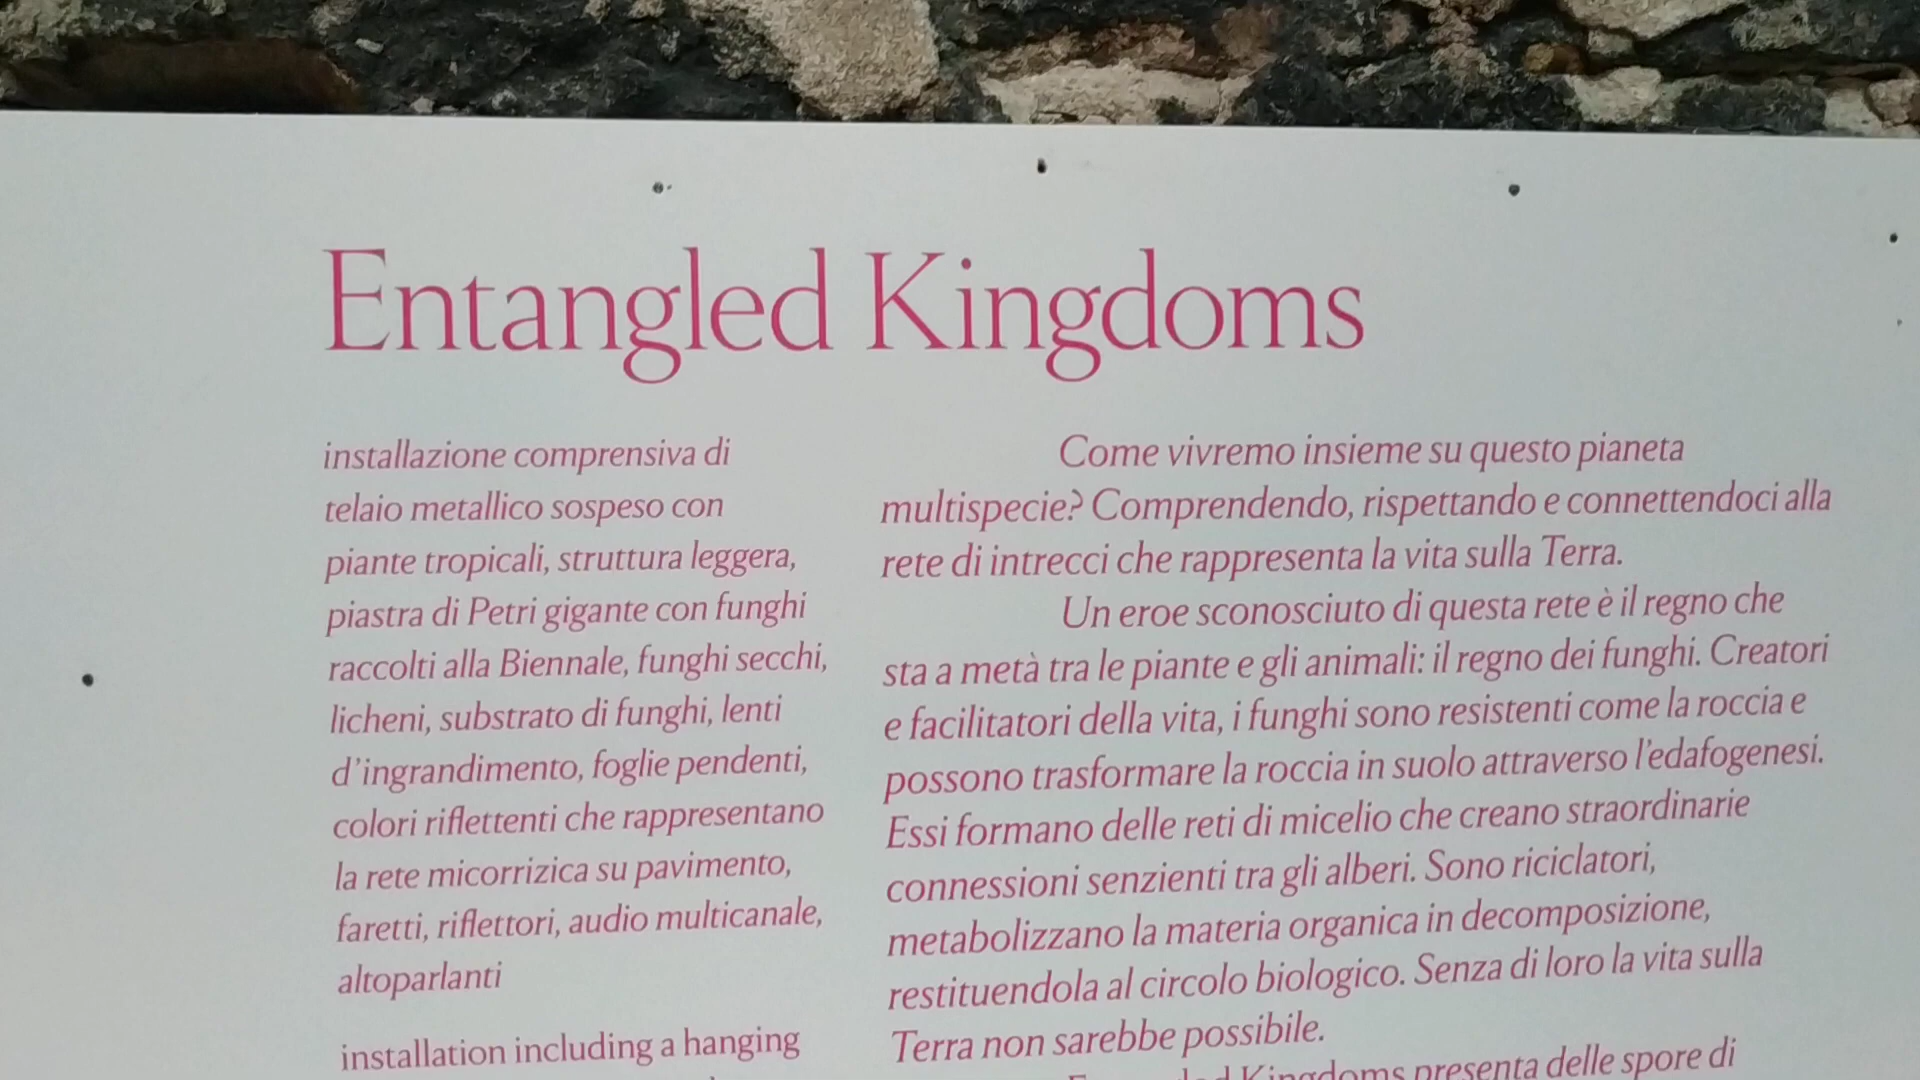 Entangled Kingdoms
installazione comprensiva di
telaio metallico sospeso con
piante tropicali, struttura leggera,
piastra di Petri gigante con funghi
raccolti alla Biennale, funghi secchi,
licheni, substrato di funghi, lenti
d'ingrandimento, foglie pendenti,
colori riflettenti che rappresentano
la rete micorrizica su pavimento,
faretti, riflettori, audio multicanale,
altoparlanti
installation including a hanging
Come vivremo insieme su questo pianeta
multispecie? Comprendendo, rispettando e connettendoci alla
rete di intrecci che rappresenta la vita sulla Terra.
Un eroe sconosciuto di questa rete è il regno che
sta a metà tra le piante e gli animali: il regno dei funghi. Creatori
e facilitatori della vita, i funghi sono resistenti come la roccia e
possono trasformare la roccia in suolo attraverso l'edafogenesi.
Essi formano delle reti di micelio che creano straordinarie
connessioni senzienti tra gli alberi. Sono riciclatori,
metabolizzano la materia organica in decomposizione,
restituendola al circolo biologico. Senza di loro la vita sulla
Terra non sarebbe possibile.
Kingdoms presenta delle spore di